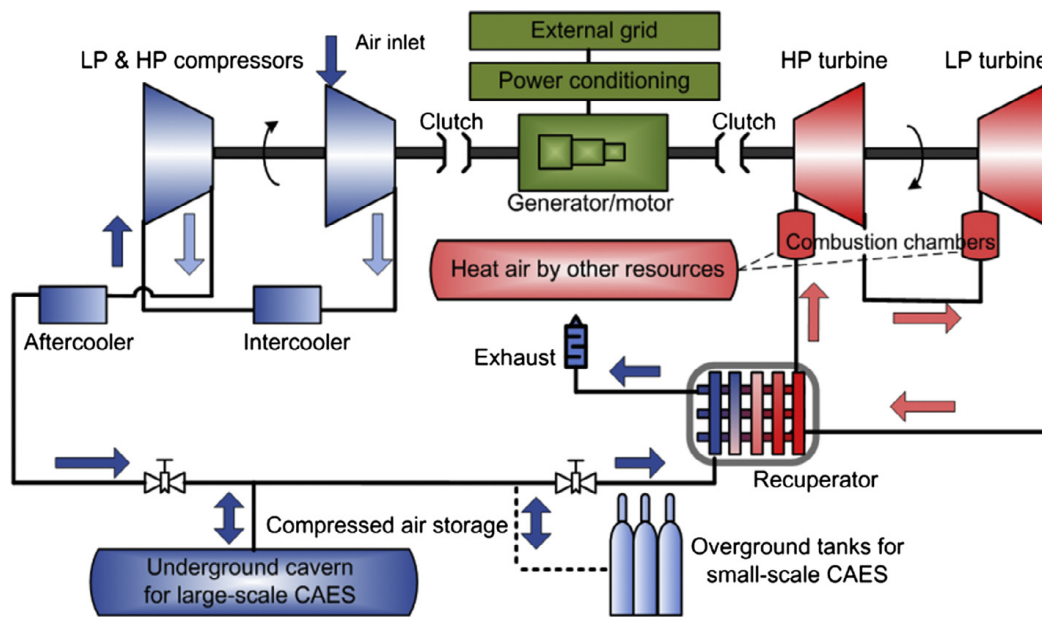 External grid
Air inlet
LP & HP compressors
HP turbine
LP turbine
Power conditioning
Clutch
Clutch
Generator/motor
Combustion chambers
Heat air by other resources
Aftercooler
Intercooler
Exhaust
Recuperator
Compressed air storage
Underground cavern
for large-scale CAES
Overground tanks for
small-scale CAES